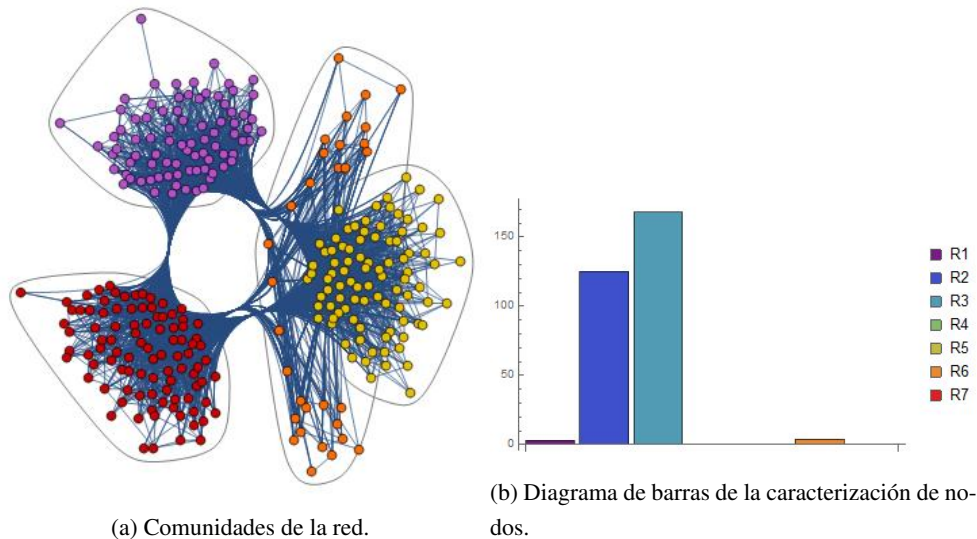 150
100
50
0
R1
R2
R3
R4
R5
R6
R7
(a) Comunidades de la red.
(b) Diagrama de barras de la caracterización de no-
dos.